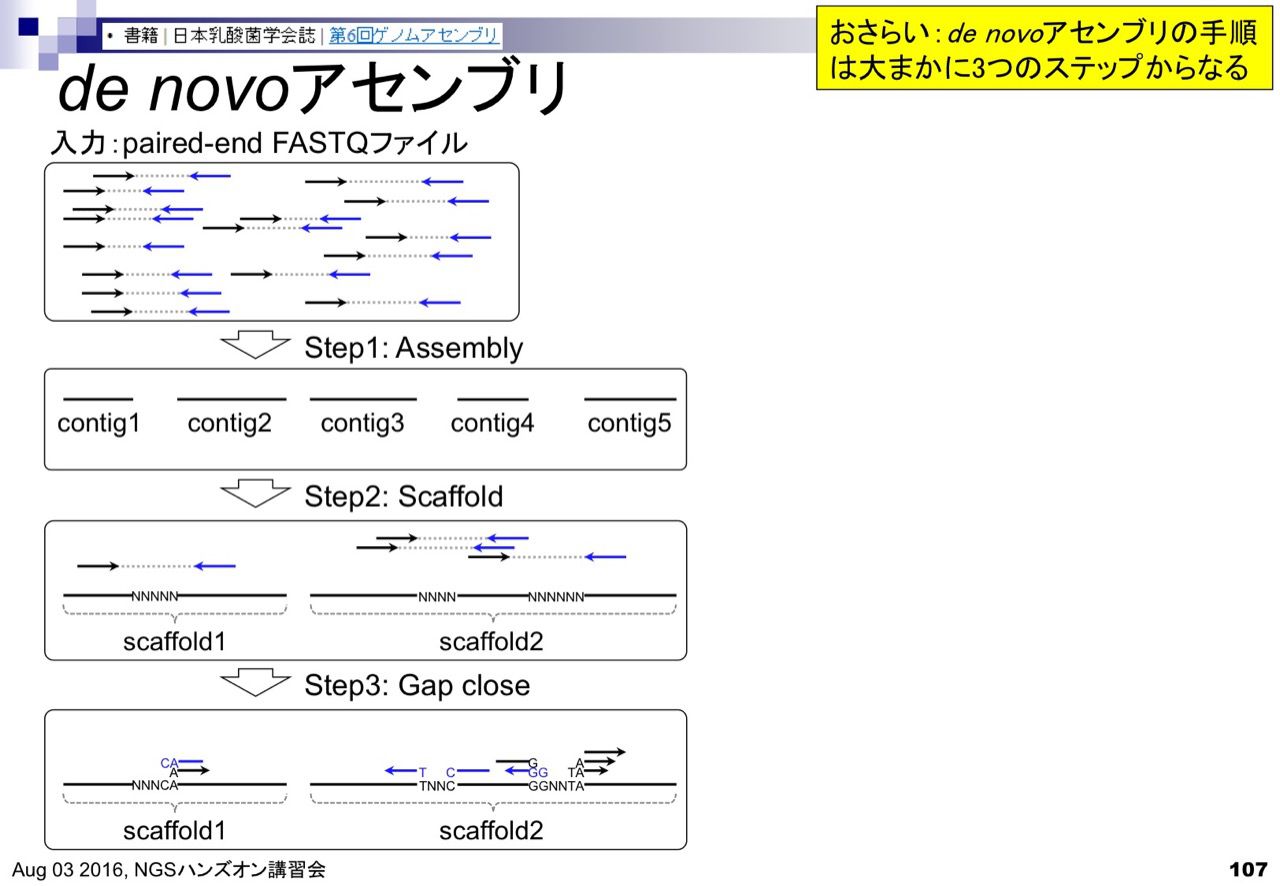 • 書籍 | 日本乳酸菌学会誌 | 第6回ゲノムアセンブリ
おさらい：de novoアセンブリの手順
は大まかに3つのステップからなる
de novoアセンブリ
入力：paired-end FASTQファイル
Step1: Assembly
contig1 contig2 contig3 contig4 contig5
Step2: Scaffold
NNNNN NNNN NNNNNN
scaffold1 scaffold2
Step3: Gap close
CA G A
A T C GG TA
NNNCA TNNC GGNNTA
scaffold1 scaffold2
Aug 03 2016, NGSハンズオン講習会
107